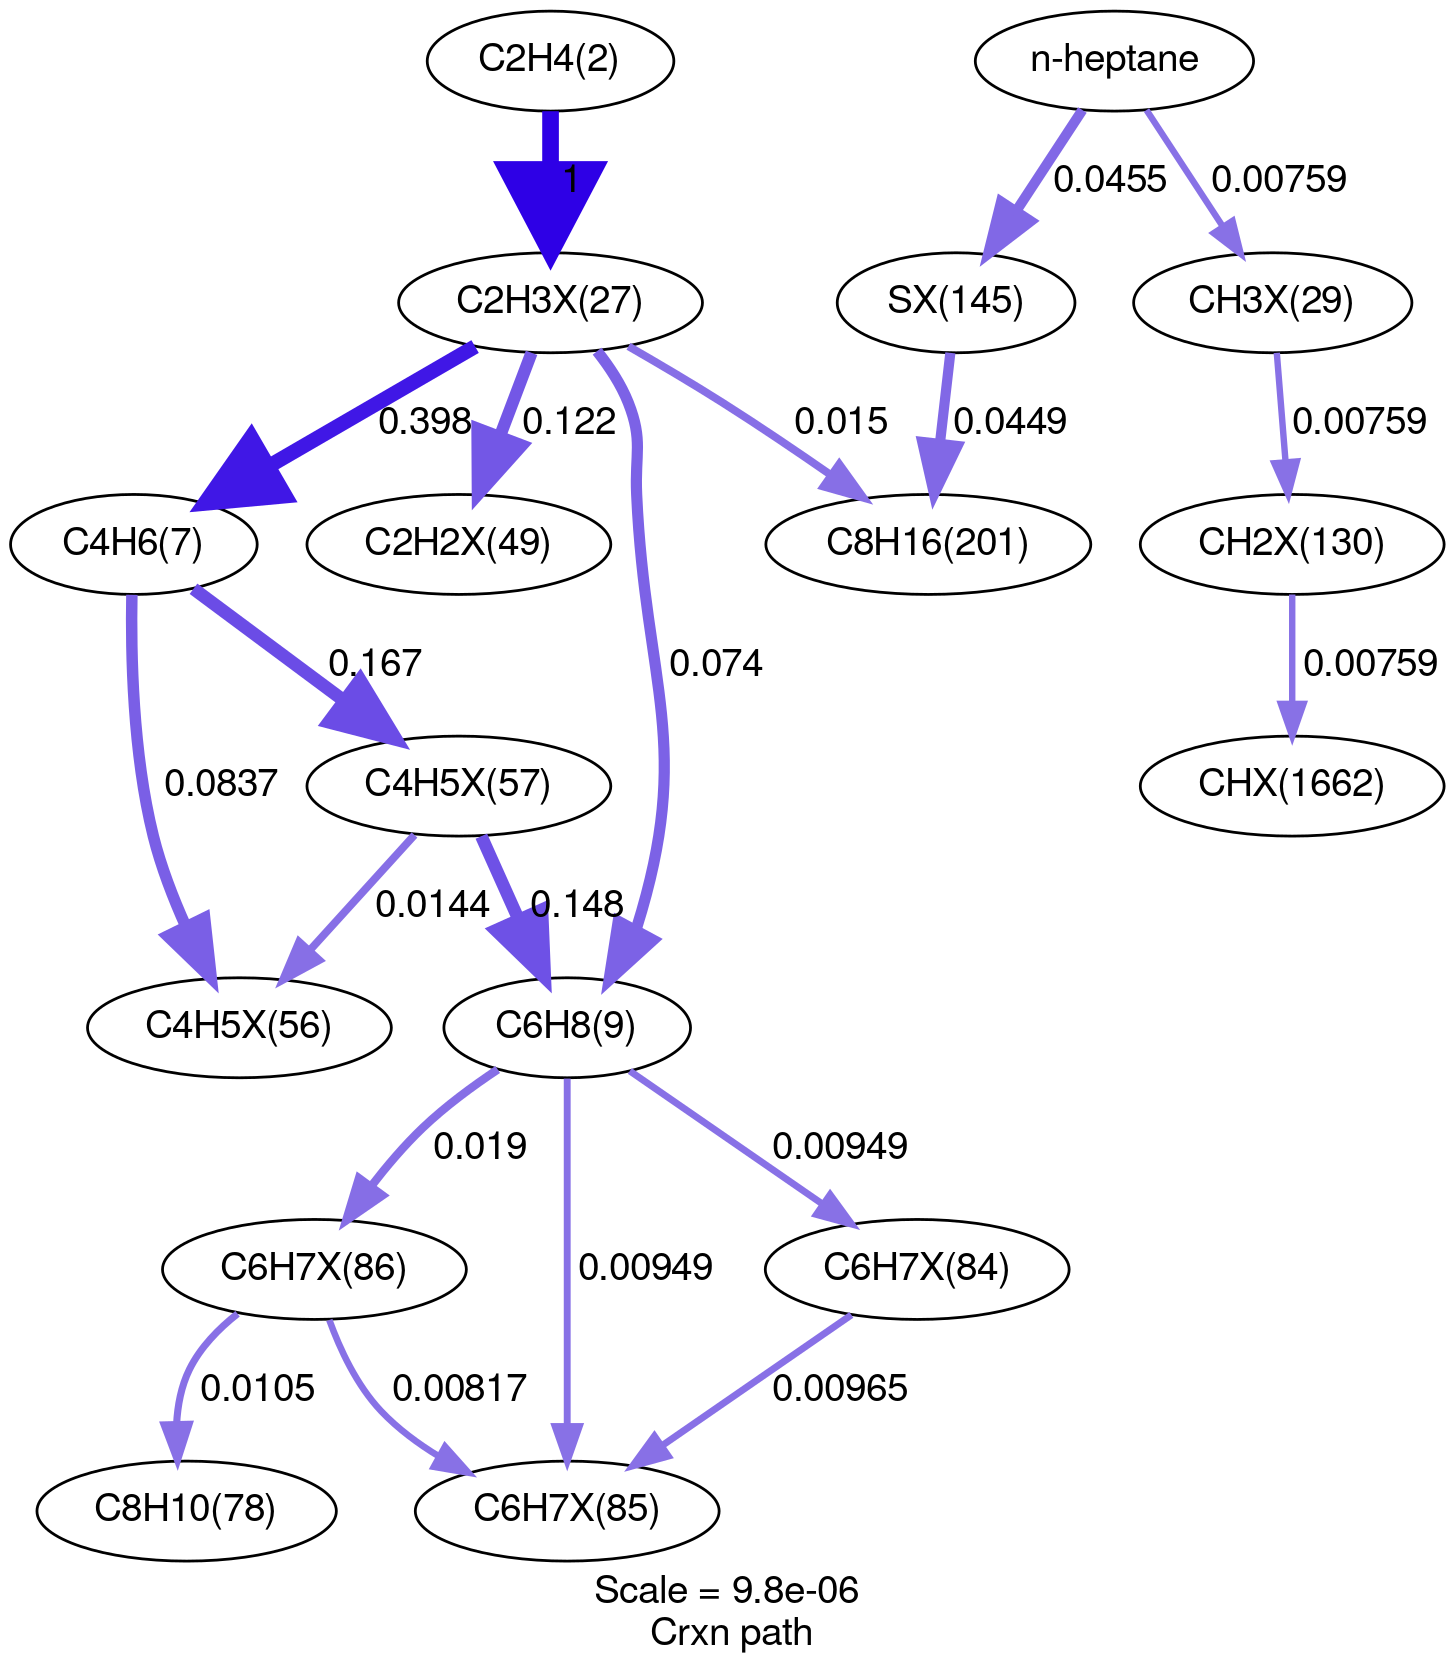 C2H4(2)
n-heptane
1
0.0455
0.00759
C2H3X(27)
SX(145)
CH3X(29)
0.398
0.122
0.015
0.0449
0.00759
C4H6(7)
C2H2X(49)
C8H16(201)
CH2X(130)
0.167
0.074
0.00759
0.0837
C4H5X(57)
CHX(1662)
0.0144
0.148
C4H5X(56)
C6H8(9)
0.019
0.00949
C6H7X(86)
0.00949
C6H7X(84)
0.0105
0.00817
0.00965
C8H10(78)
C6H7X(85)
Scale = 9.8e-06
Crxn path